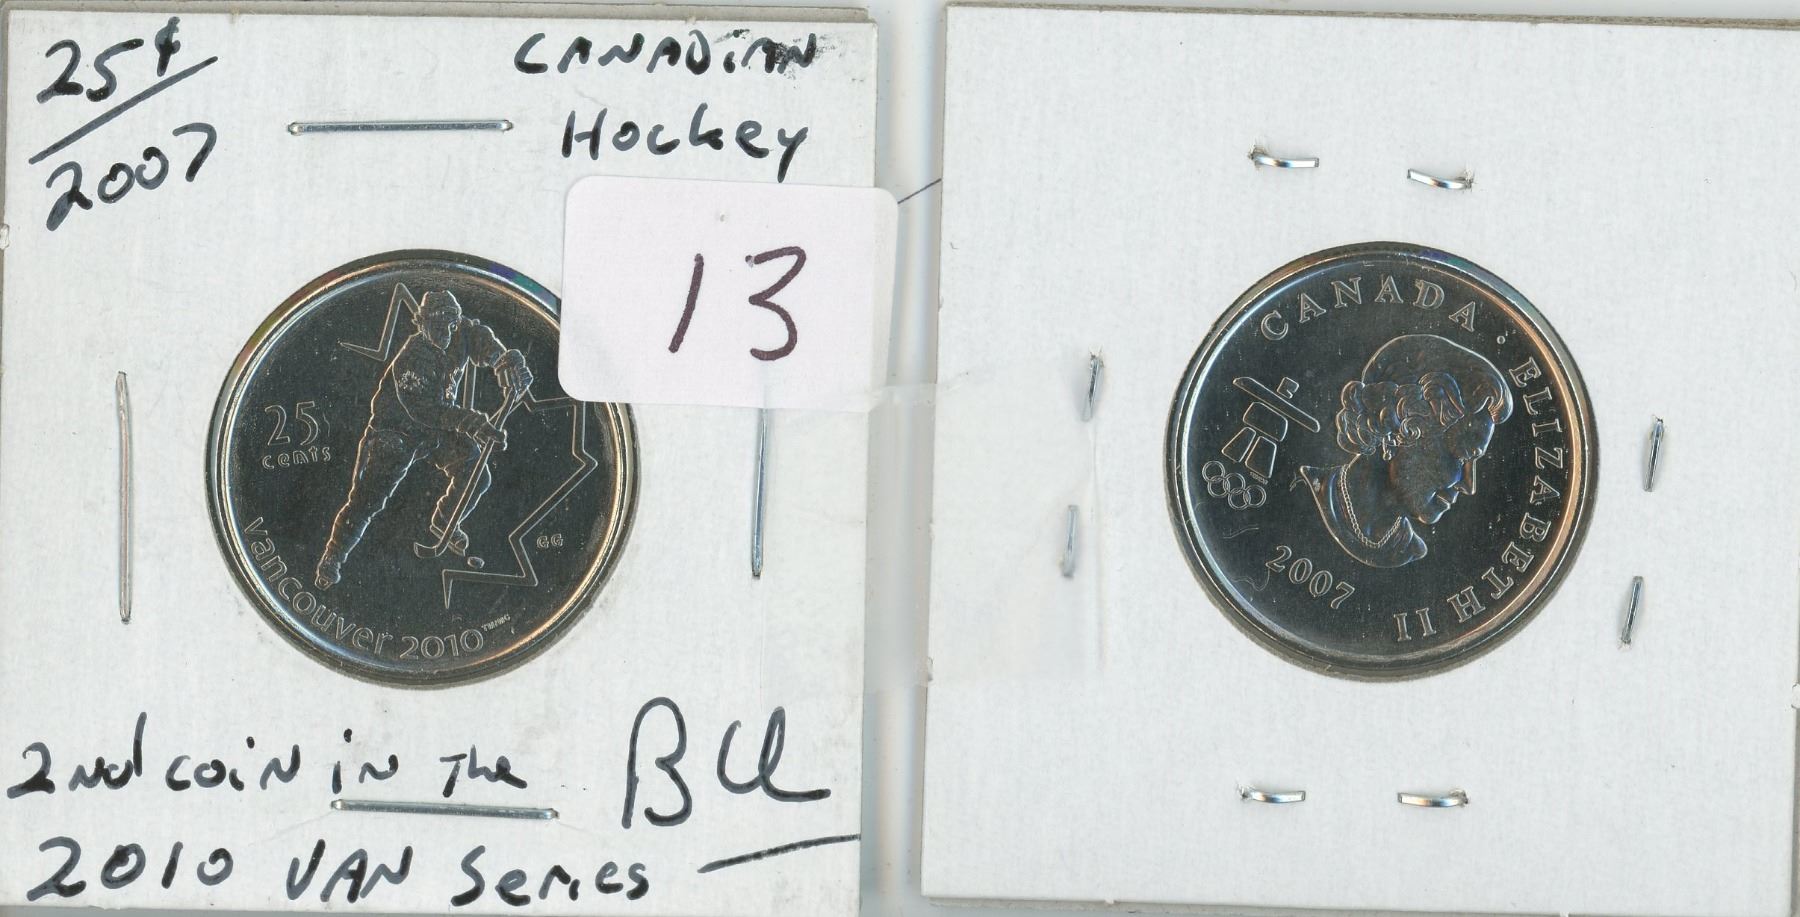 25¢
2007
CANADIAN
Hockey
13
25
cents
GG
vancouver 2010
2nd coin in The
BU
2010 VAN Series
CANADA · ELIZABETH II
2007